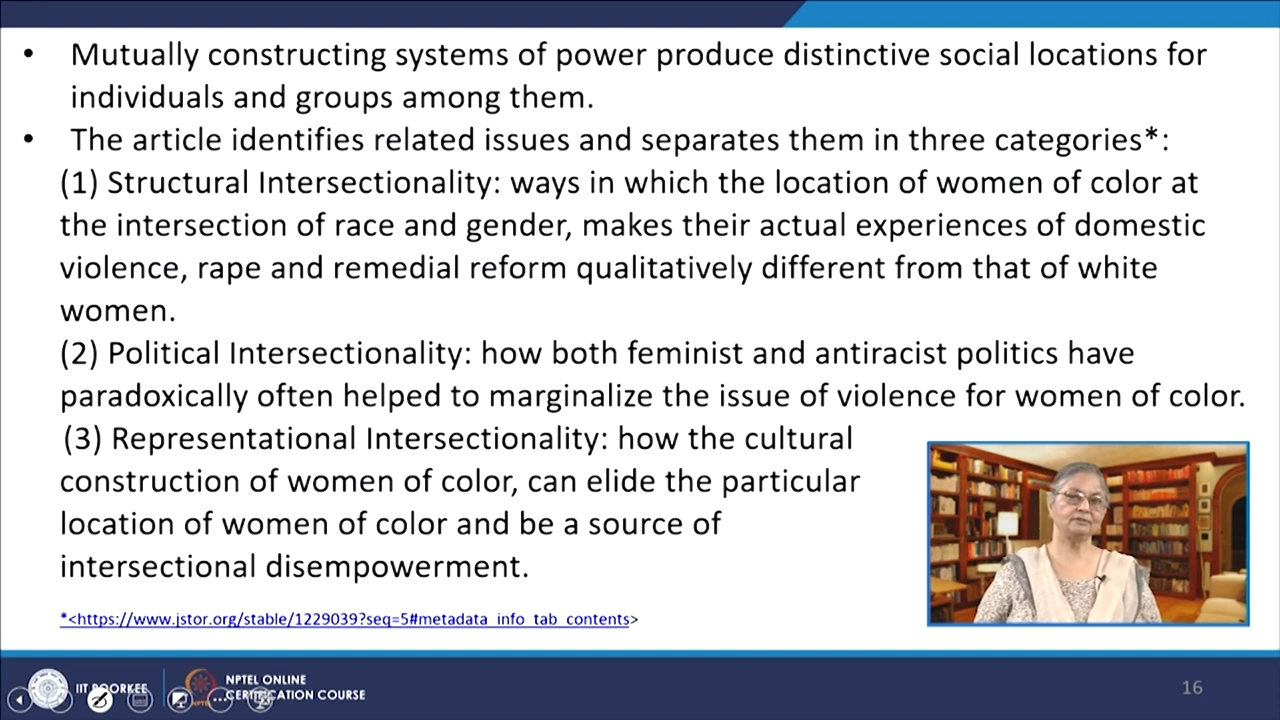 • Mutually constructing systems of power produce distinctive social locations for
individuals and groups among them.
• The article identifies related issues and separates them in three categories*:
(1) Structural Intersectionality: ways in which the location of women of color at
the intersection of race and gender, makes their actual experiences of domestic
violence, rape and remedial reform qualitatively different from that of white
women.
(2) Political Intersectionality: how both feminist and antiracist politics have
paradoxically often helped to marginalize the issue of violence for women of color.
(3) Representational Intersectionality: how the cultural
construction of women of color, can elide the particular
location of women of color and be a source of
intersectional disempowerment.
*<https://www.jstor.org/stable/1229039?seq=5#metadata_info_tab_contents>
IIT ROORKEE
NPTEL ONLINE
CERTIFICATION COURSE
16